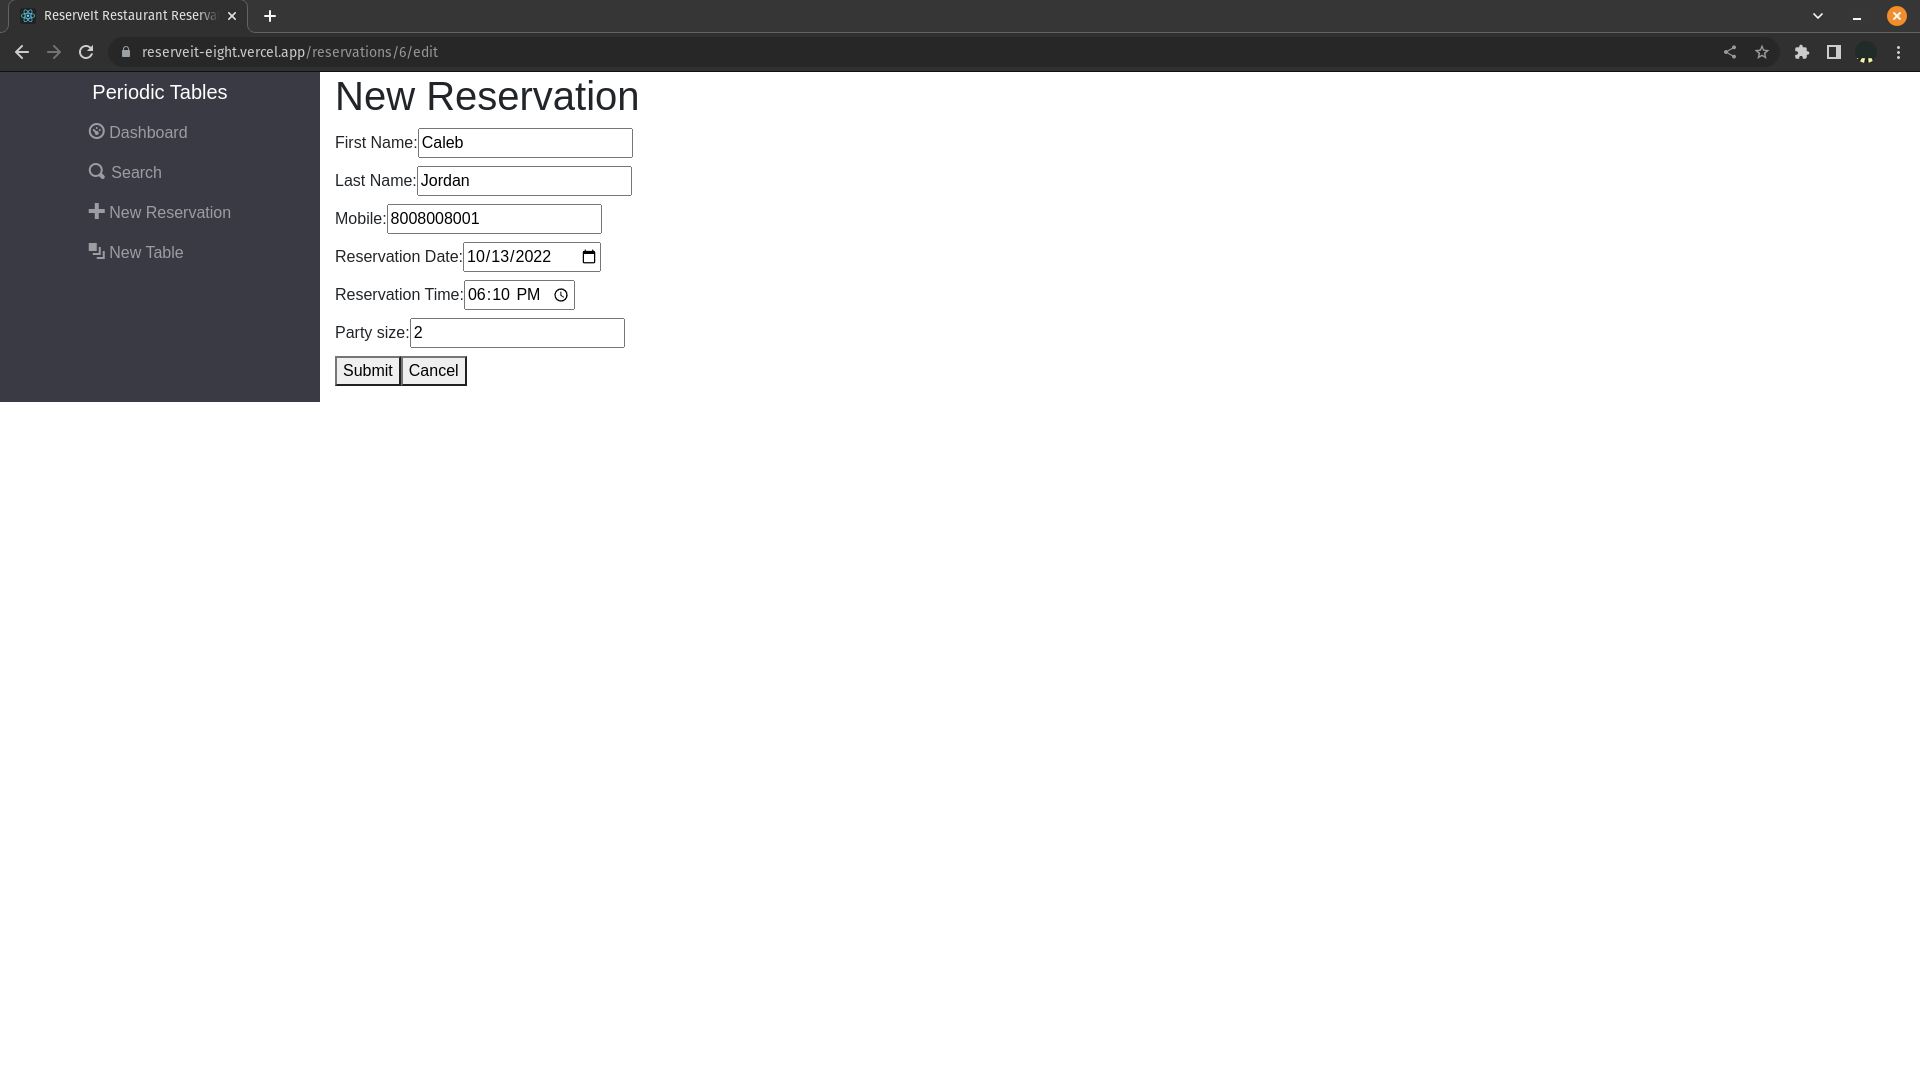 ReserveIt Restaurant Reserva
reserveit-eight.vercel.app/reservations/6/edit
Periodic Tables
Dashboard
Search
New Reservation
New Table
New Reservation
First Name: Caleb
Last Name: Jordan
Mobile: 8008008001
Reservation Date: 10/13/2022
Reservation Time: 06:10 PM
Party size: 2
Submit Cancel